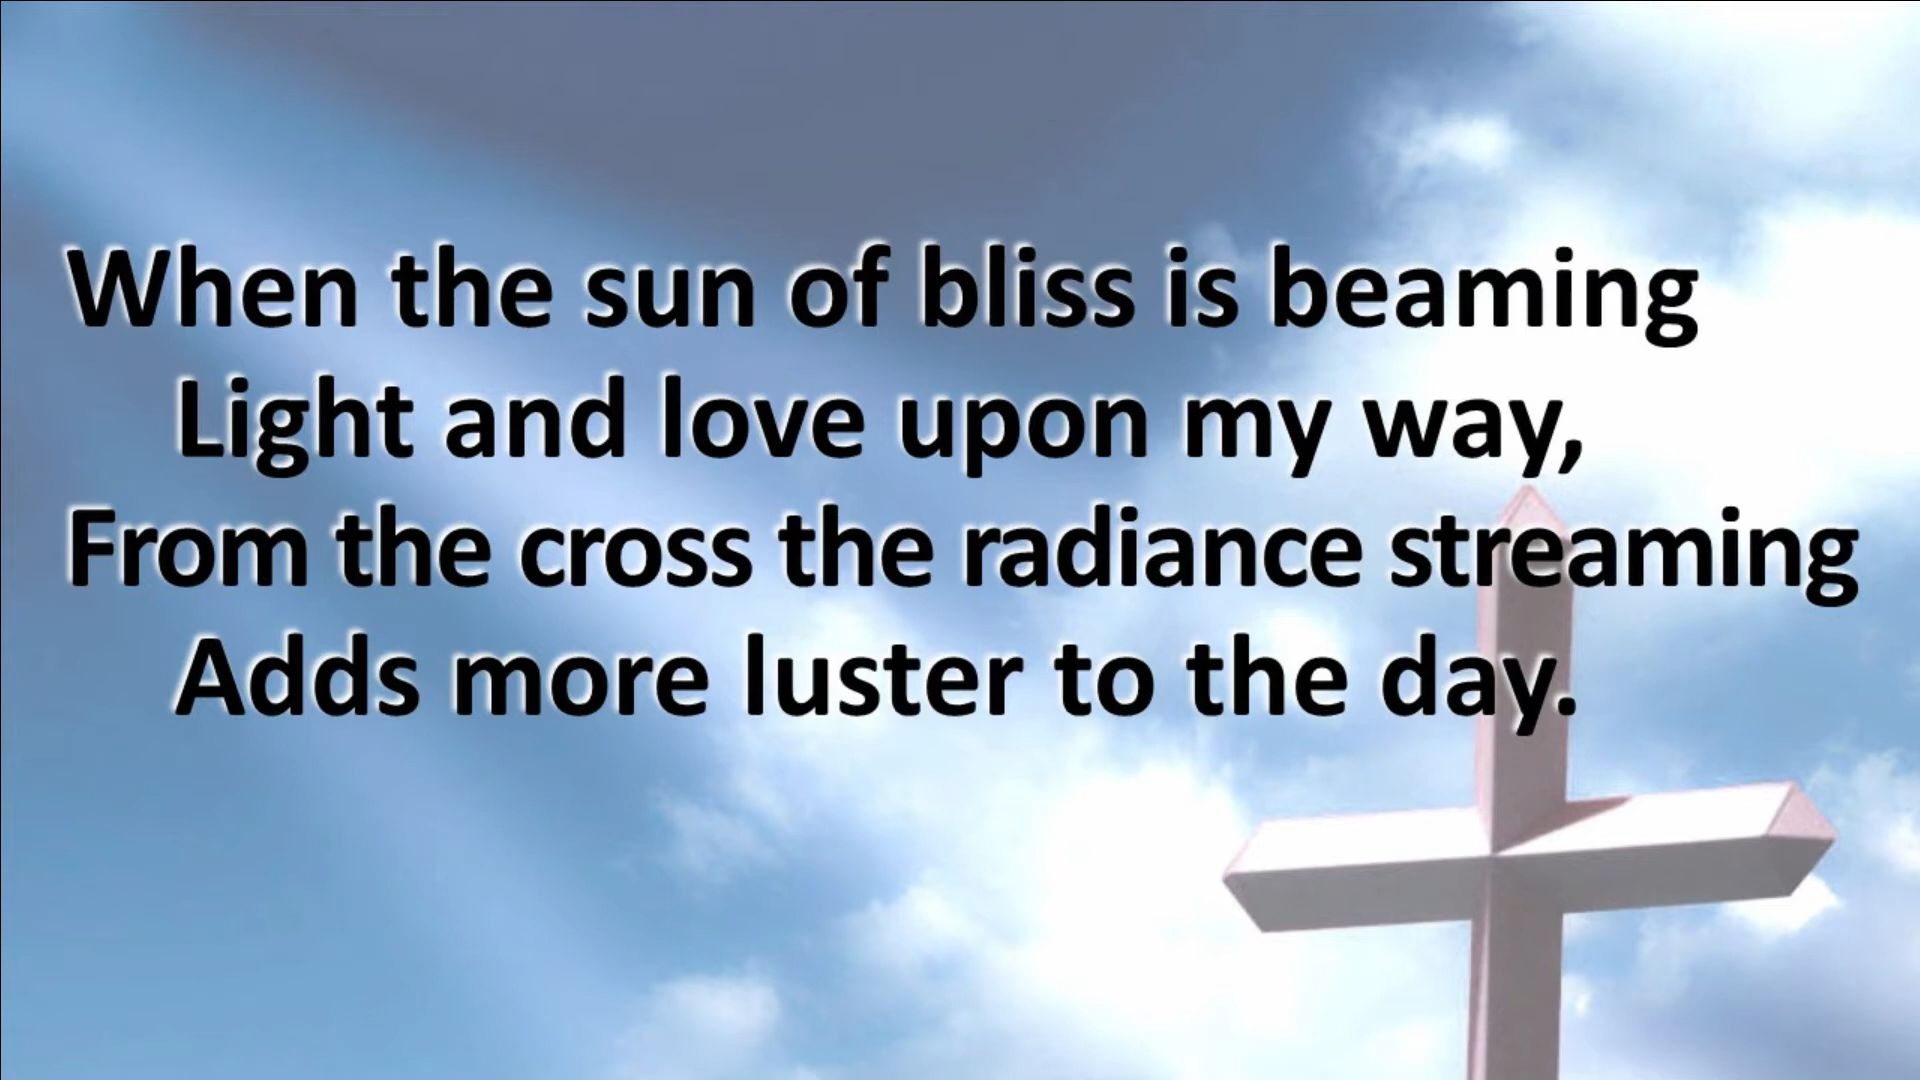 When the sun of bliss is beaming
Light and love upon my way,
From the cross the radiance streaming
Adds more luster to the day.